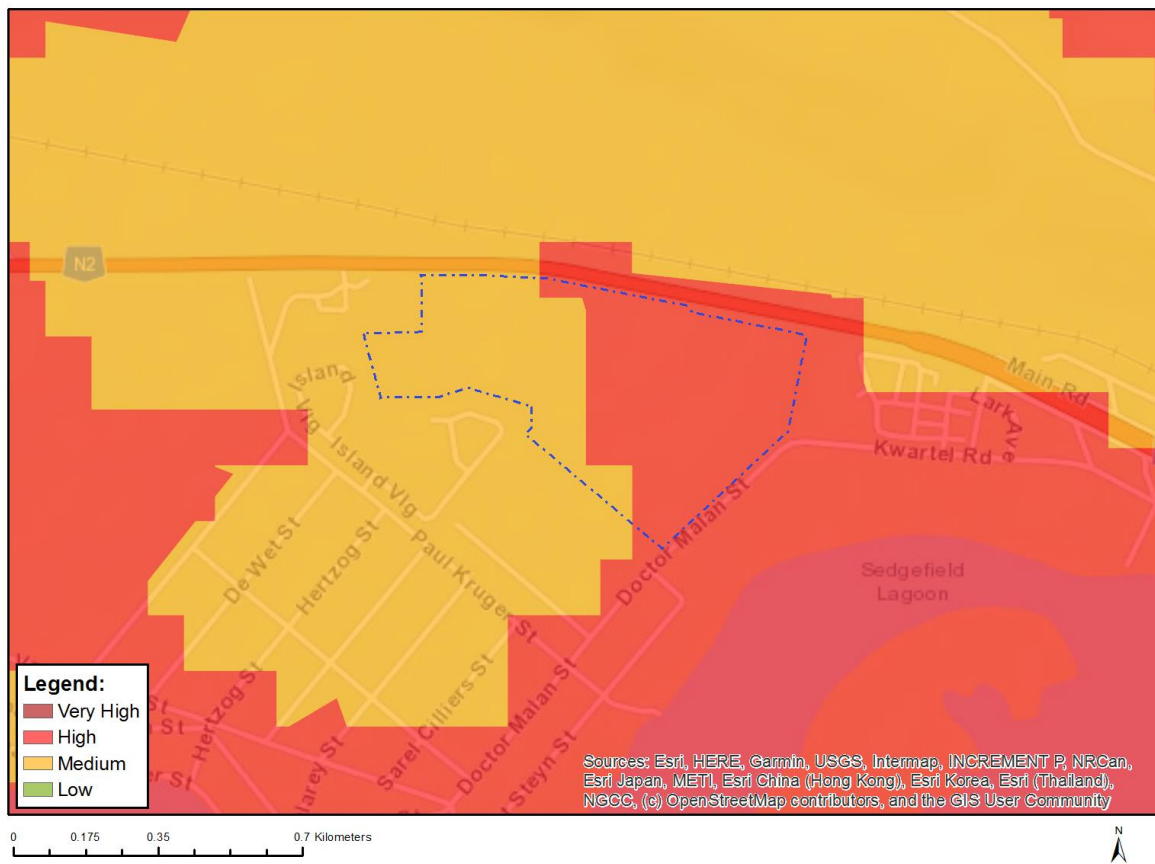 N2
Main-Rd
Island
Vlg
Island Vlg
Lark Ave
Kwartel Rd
De Wet St
Hertzog St
Paul Kruger St
Doctor Malan St
Sedgefield
Lagoon
Hertzog St
Sarel Cilliers St
Doctor Malan St
Steyn St
St
St
St
Legend:
Very High
High
Medium
Low
Sources: Esri, HERE, Garmin, USGS, Intermap, INCREMENT P, NRCan,
Esri Japan, METI, Esri China (Hong Kong), Esri Korea, Esri (Thailand),
NGCC, (c) OpenStreetMap contributors, and the GIS User Community
0 0.175 0.35 0.7 Kilometers
N